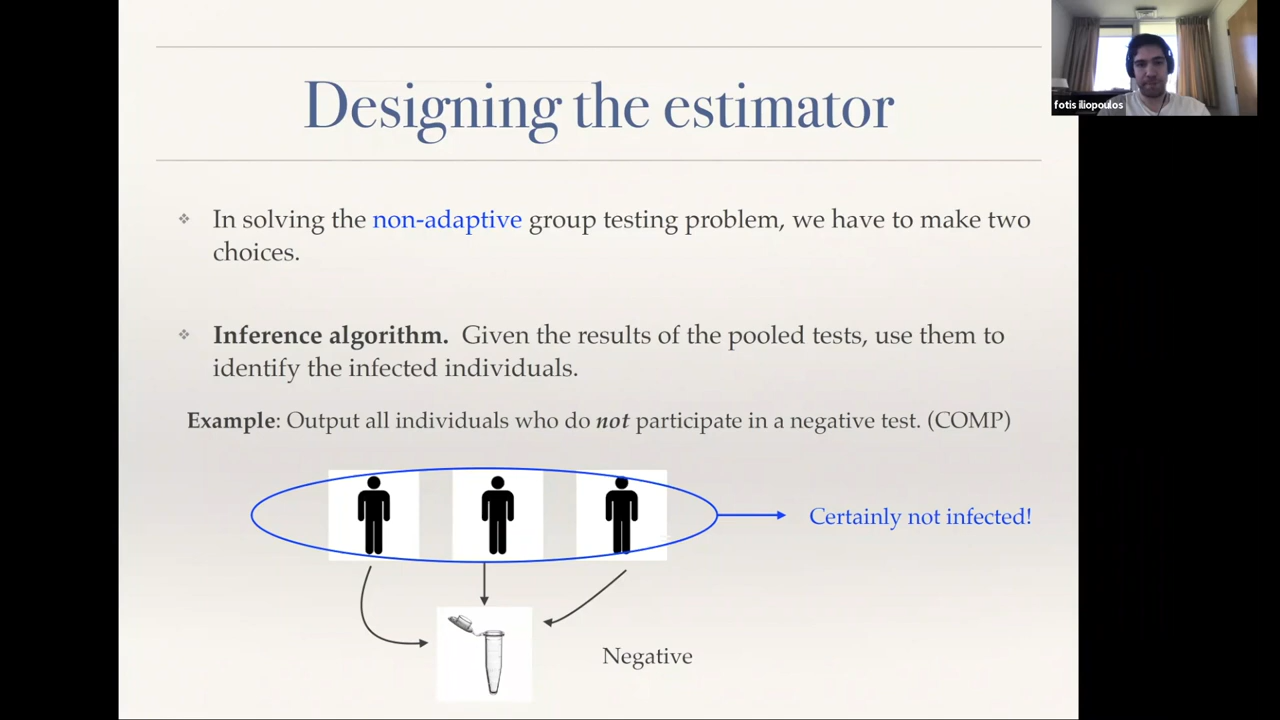 Designing the estimator
fotis iliopoulos
❖ In solving the non-adaptive group testing problem, we have to make two
choices.
❖ Inference algorithm. Given the results of the pooled tests, use them to
identify the infected individuals.
Example: Output all individuals who do not participate in a negative test. (COMP)
Certainly not infected!
Negative